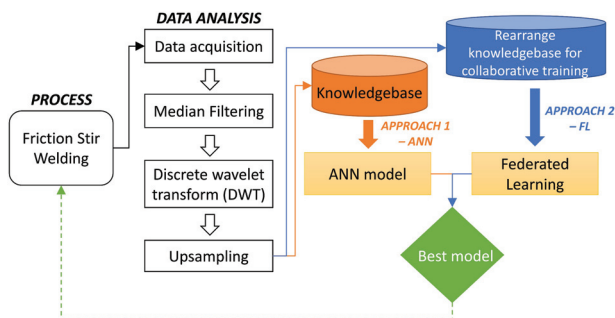 DATA ANALYSIS
Data acquisition
Median Filtering
Discrete wavelet
transform (DWT)
Upsampling
PROCESS
Friction Stir
Welding
Knowledgebase
APPROACH 1
– ANN
ANN model
Rearrange
knowledgebase for
collaborative training
APPROACH 2
– FL
Federated
Learning
Best model